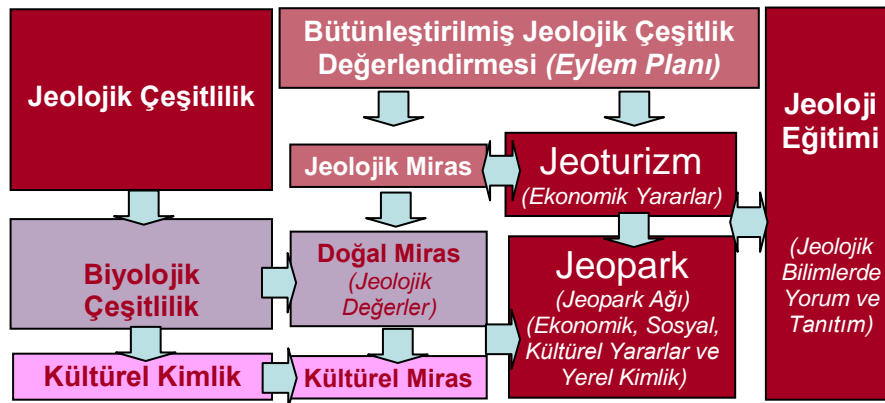 Jeolojik Çeşitlilik
Bütünleştirilmiş Jeolojik Çeşitlik
Değerlendirmesi (Eylem Planı)
Jeoloji
Eğitimi
(Jeolojik
Bilimlerde
Yorum ve
Tanıtım)
Jeolojik Miras
Jeoturizm
(Ekonomik Yararlar)
Biyolojik
Çeşitlilik
Doğal Miras
(Jeolojik
Değerler)
Jeopark
(Jeopark Ağı)
(Ekonomik, Sosyal,
Kültürel Yararlar ve
Yerel Kimlik)
Kültürel Kimlik
Kültürel Miras